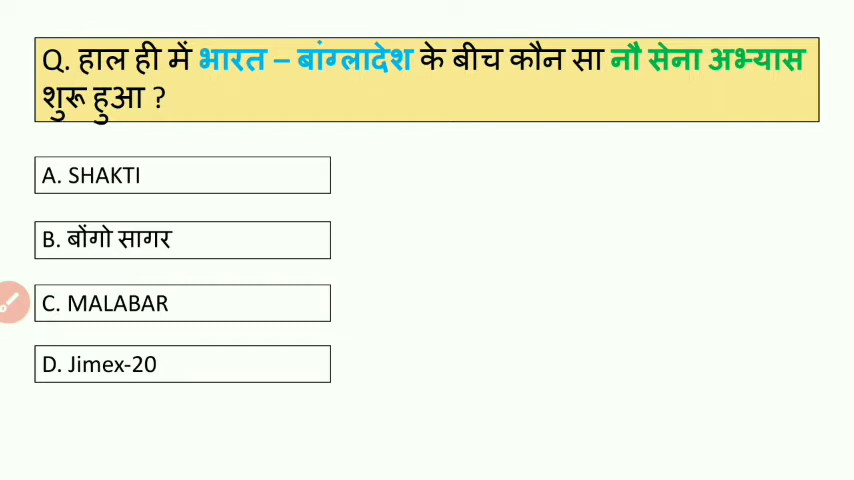 Q. हाल ही में भारत – बांग्लादेश के बीच कौन सा नौ सेना अभ्यास
शुरू हुआ ?
A. SHAKTI
B. बोंगो सागर
C. MALABAR
D. Jimex-20